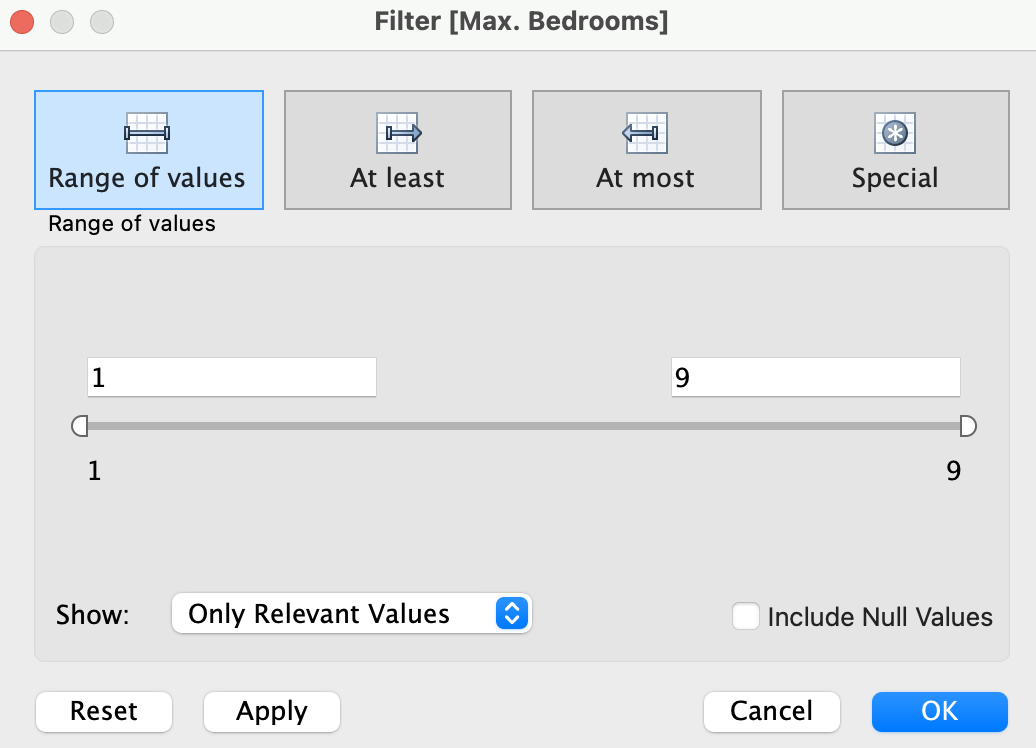 Filter [Max. Bedrooms]
Range of values
At least
At most
Special
Range of values
1
9
1
9
Show:
Only Relevant Values
Include Null Values
Reset
Apply
Cancel
OK